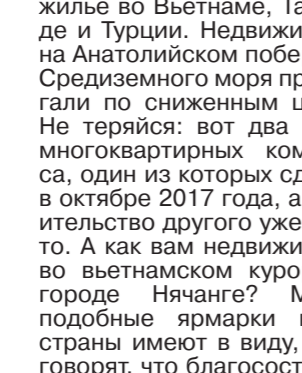 жилье во Вьетнаме, Та
де и Турции. Недвижи
на Анатолийском побе
Средиземного моря пр
гали по сниженным ц
Не теряйся: вот два
многоквартирных ком
са, один из которых сд
в октябре 2017 года, а
ительство другого уже
то. А как вам недвижи
во вьетнамском куро
городе Нячанге? М
подобные ярмарки
страны имеют в виду,
говорят, что благосост